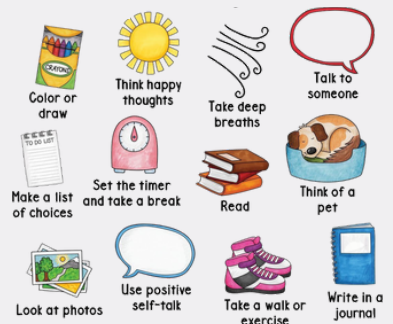 CRAYONS
Color or
draw
Think happy
thoughts
Take deep
breaths
Talk to
someone
TO DO LIST
Make a list
of choices
Set the timer
and take a break
Read
Think of a
pet
Look at photos
Use positive
self-talk
Take a walk or
exercise
Write in a
journal